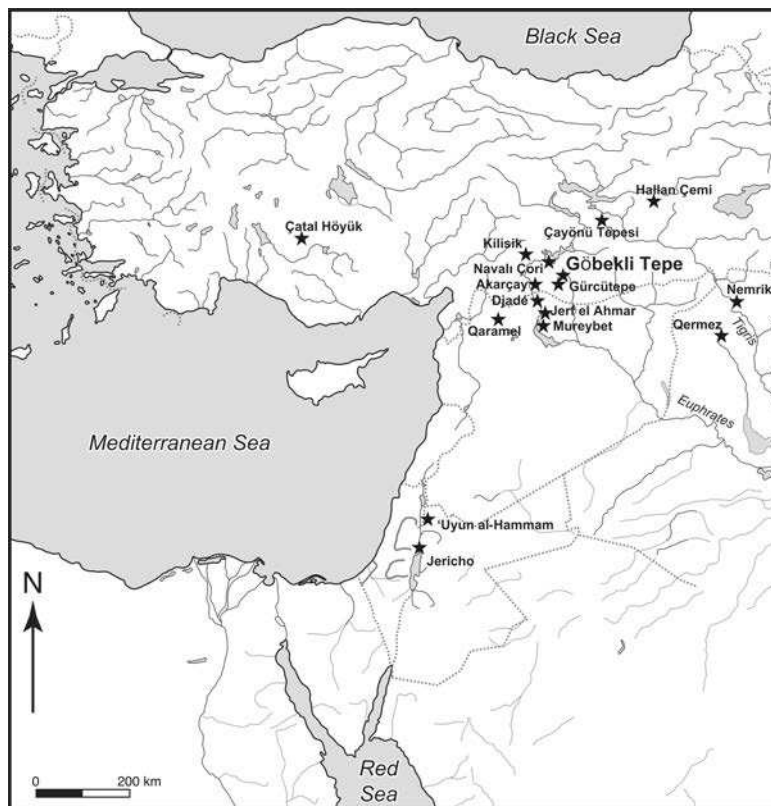 Black Sea
Hallan Çemi
Çayönü Tepesi
Çatal Höyük
Kilisik
Göbekli Tepe
Navalı Çori
Akarçay
Gürcütepe
Djadé
Nemrik
Jerf el Ahmar
Qaramel
Mureybet
Qermez
Tigris
Euphrates
Mediterranean Sea
'Uyun al-Hammam
Jericho
N
0 200 km
Red
Sea